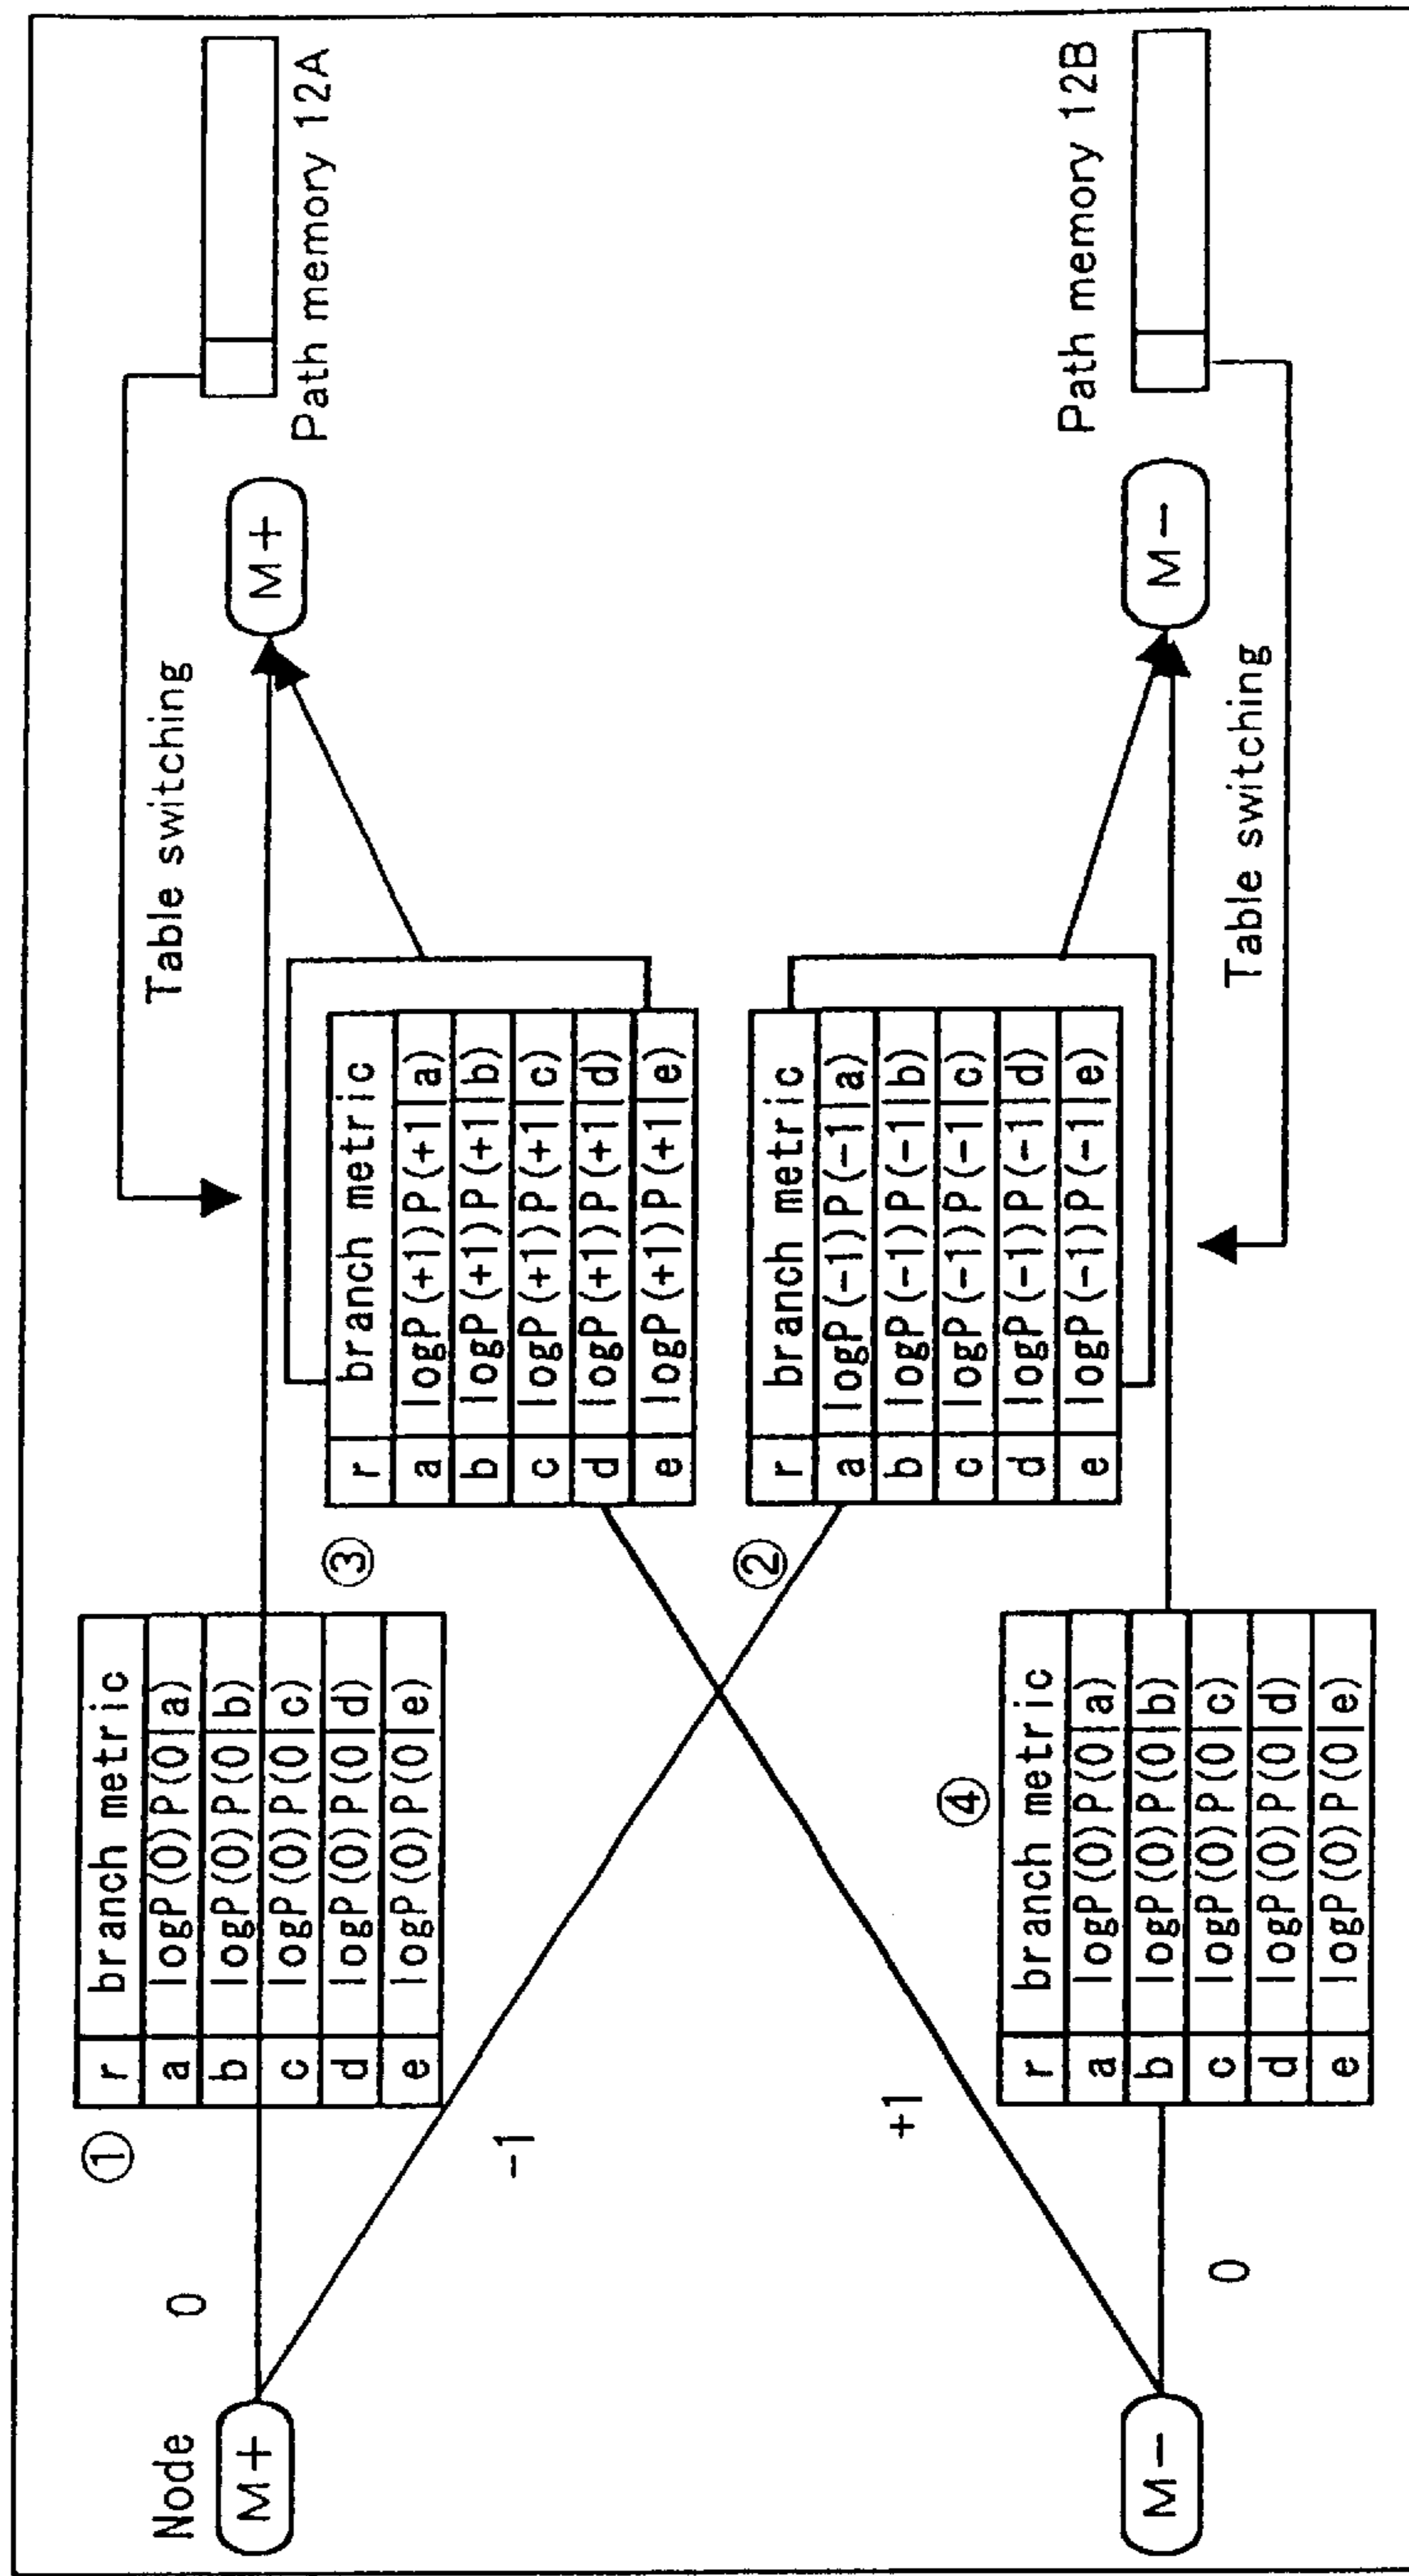 Node
M+
0
-1
①
r branch metric
a logP(0)P(0|a)
b logP(0)P(0|b)
c logP(0)P(0|c)
d logP(0)P(0|d)
e logP(0)P(0|e)
③
r branch metric
a logP(+1)P(+1|a)
b logP(+1)P(+1|b)
c logP(+1)P(+1|c)
d logP(+1)P(+1|d)
e logP(+1)P(+1|e)
Table switching
M+
Path memory 12A
②
r branch metric
a logP(-1)P(-1|a)
b logP(-1)P(-1|b)
c logP(-1)P(-1|c)
d logP(-1)P(-1|d)
e logP(-1)P(-1|e)
M-
+1
0
④
r branch metric
a logP(0)P(0|a)
b logP(0)P(0|b)
c logP(0)P(0|c)
d logP(0)P(0|d)
e logP(0)P(0|e)
Table switching
M-
Path memory 12B